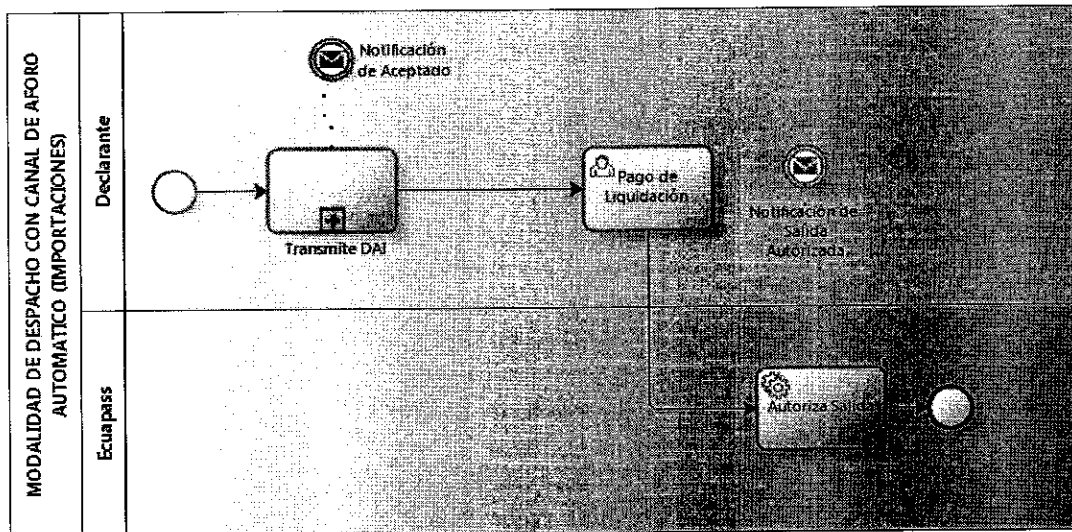 MODALIDAD DE DESPACHO CON CANAL DE AFORO
AUTOMATICO (IMPORTACIONES)
Declarante
Notificación
de Aceptado
Transmite DAI
Pago de
Liquidación
Notificación de
Salida
Autorizada
Ecuapass
Autoriza Salida